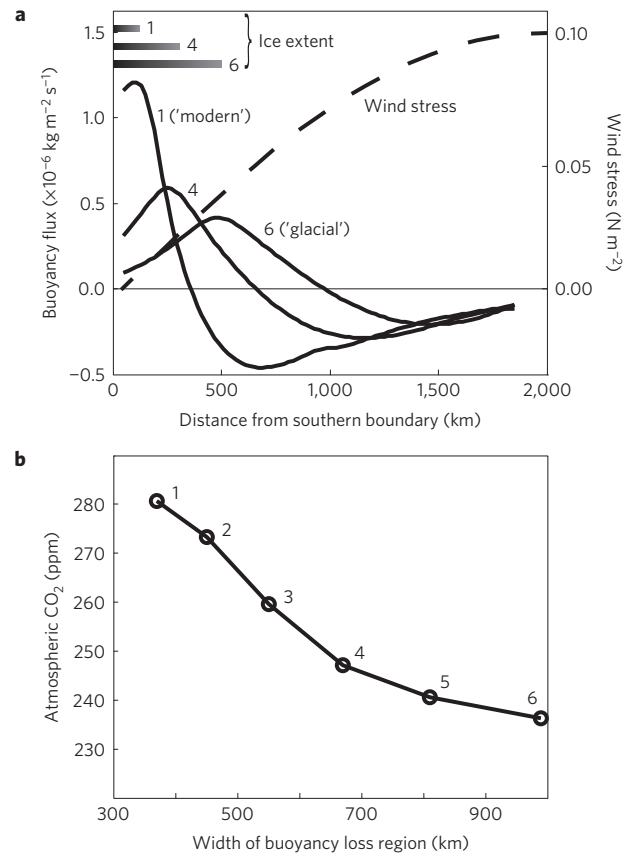 a
1.5
1.0
0.5
0.0
−0.5
Buoyancy flux (×10⁻⁶ kg m⁻² s⁻¹)
1
4
6
Ice extent
1 ('modern')
4
6 ('glacial')
Wind stress
0.10
0.05
0.00
Wind stress (N m⁻²)
0 500 1,000 1,500 2,000
Distance from southern boundary (km)
b
280
270
260
250
240
230
Atmospheric CO₂ (ppm)
1
2
3
4
5
6
300 500 700 900
Width of buoyancy loss region (km)